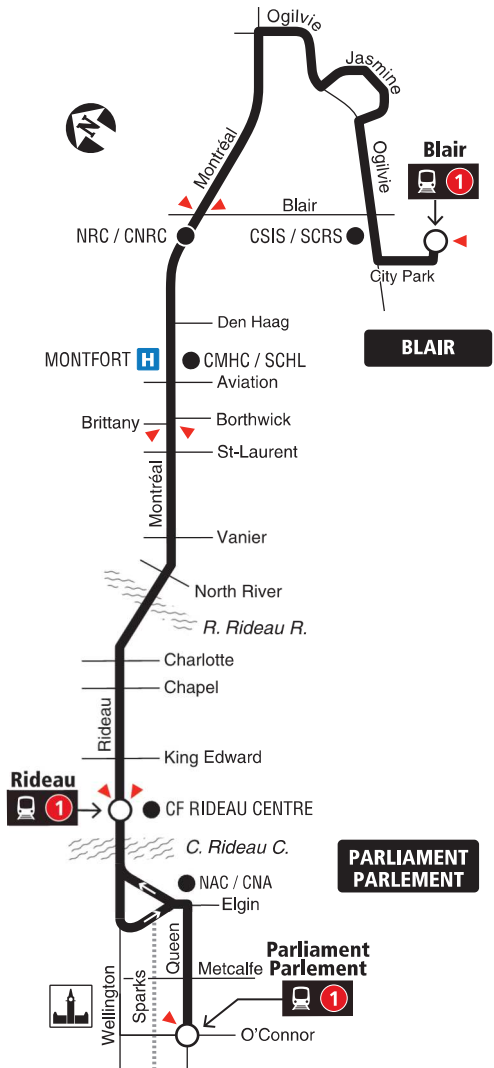 Ogilvie
Jasmine
N
Montréal
Ogilvie
Blair
1
Blair
NRC / CNRC
CSIS / SCRS
City Park
Den Haag
BLAIR
MONTFORT H
CMHC / SCHL
Aviation
Brittany
Borthwick
St-Laurent
Montréal
Vanier
North River
R. Rideau R.
Charlotte
Chapel
Rideau
King Edward
Rideau
1
CF RIDEAU CENTRE
C. Rideau C.
PARLIAMENT
PARLEMENT
NAC / CNA
Elgin
Queen
Wellington
Sparks
Metcalfe
Parliament
Parlement
1
O'Connor